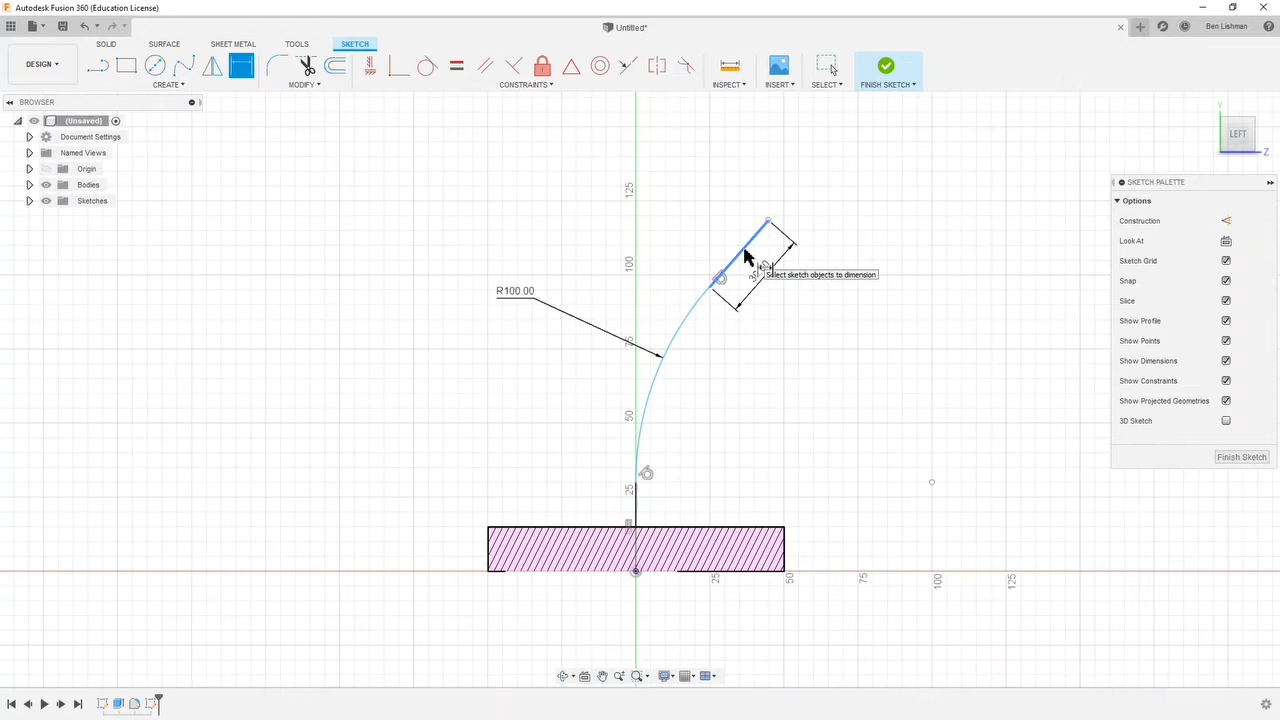 Autodesk Fusion 360 (Education License)
Untitled*
Ben Lishman
DESIGN
SOLID SURFACE SHEET METAL TOOLS SKETCH
CREATE MODIFY CONSTRAINTS INSPECT INSERT SELECT FINISH SKETCH
BROWSER
(Unsaved)
Document Settings
Named Views
Origin
Bodies
Sketches
Y
LEFT
Z
SKETCH PALETTE
Options
Construction
Look At
Sketch Grid
Snap
Slice
Show Profile
Show Points
Show Dimensions
Show Constraints
Show Projected Geometries
3D Sketch
Finish Sketch
125
100
75
50
25
R100.00
Select sketch objects to dimension
25 50 75 100 125